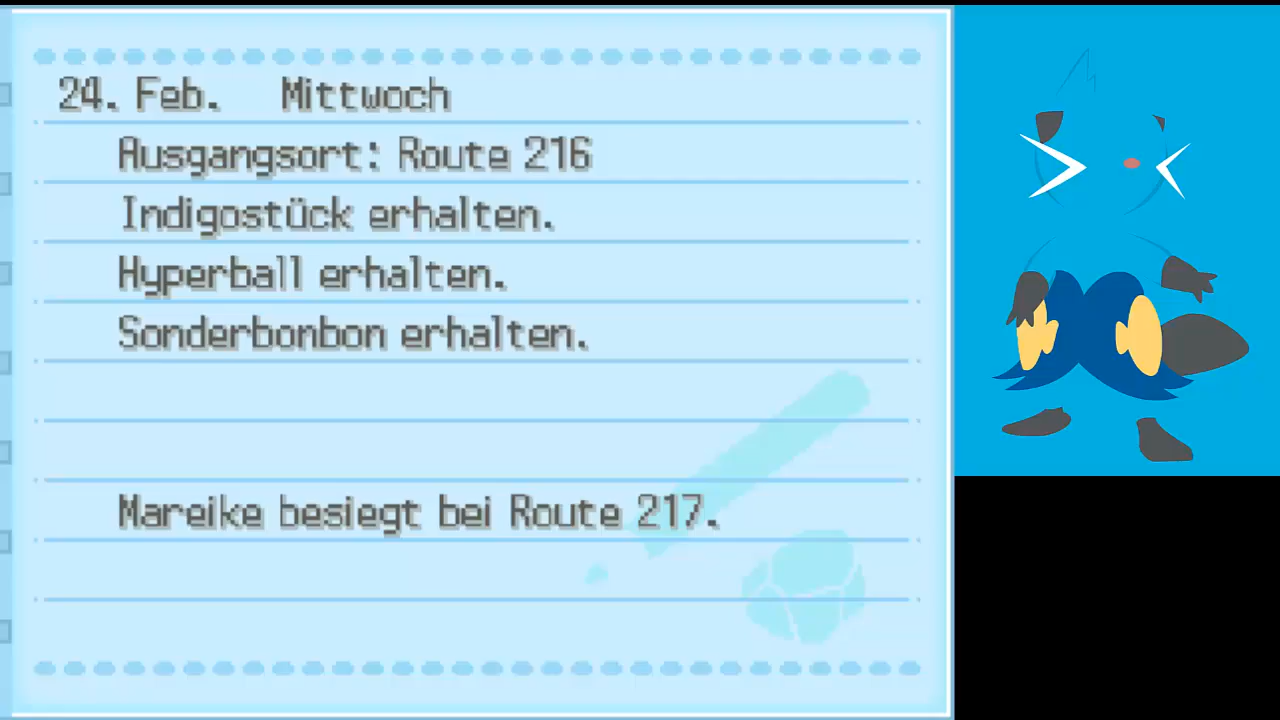 24. Feb. Mittwoch
Ausgangsort: Route 216
Indigostück erhalten.
Hyperball erhalten.
Sonderbonbon erhalten.
Mareike besiegt bei Route 217.